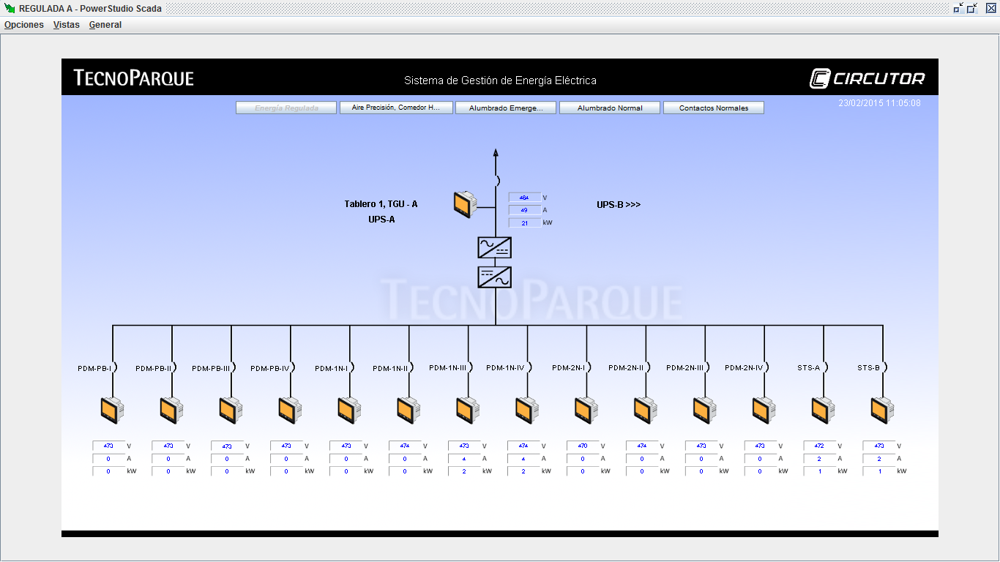 REGULADA A - PowerStudio Scada
Opciones Vistas General
TECNOPARQUE Sistema de Gestión de Energía Eléctrica CIRCUTOR
23/02/2015 11:05:08
Energía Regulada Aire Precisión, Comedor H... Alumbrado Emerge... Alumbrado Normal Contactos Normales
Tablero 1, TGU - A
UPS-A
464 V
49 A
21 kW
UPS-B >>>
TECNOPARQUE
PDM-PB-I PDM-PB-II PDM-PB-III PDM-PB-IV PDM-1N-I PDM-1N-II PDM-1N-III PDM-1N-IV PDM-2N-I PDM-2N-II PDM-2N-III PDM-2N-IV STS-A STS-B
473 V 473 V 473 V 473 V 473 V 474 V 473 V 474 V 470 V 474 V 473 V 473 V 472 V 473 V
0 A 0 A 0 A 0 A 0 A 0 A 4 A 4 A 0 A 0 A 0 A 0 A 2 A 2 A
0 kW 0 kW 0 kW 0 kW 0 kW 0 kW 2 kW 2 kW 0 kW 0 kW 0 kW 0 kW 1 kW 1 kW